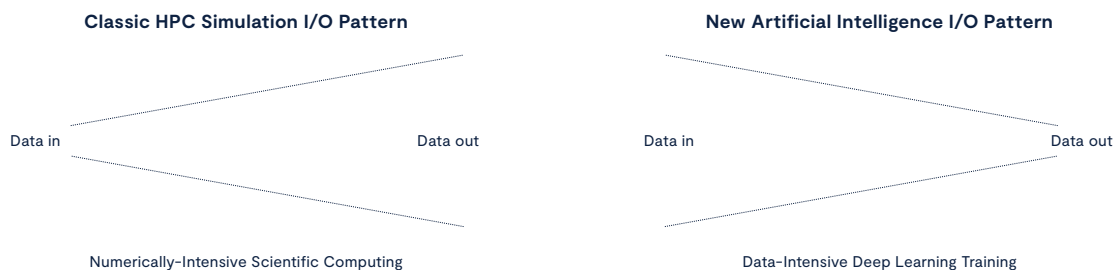 Classic HPC Simulation I/O Pattern
New Artificial Intelligence I/O Pattern
Data in
Data out
Data in
Data out
Numerically-Intensive Scientific Computing
Data-Intensive Deep Learning Training